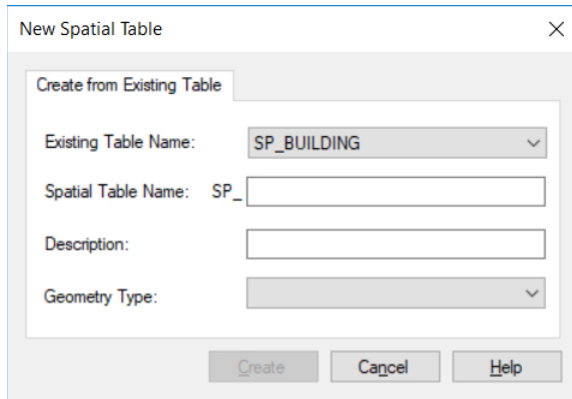 New Spatial Table
Create from Existing Table
Existing Table Name: SP_BUILDING
Spatial Table Name: SP_
Description:
Geometry Type:
Create Cancel Help